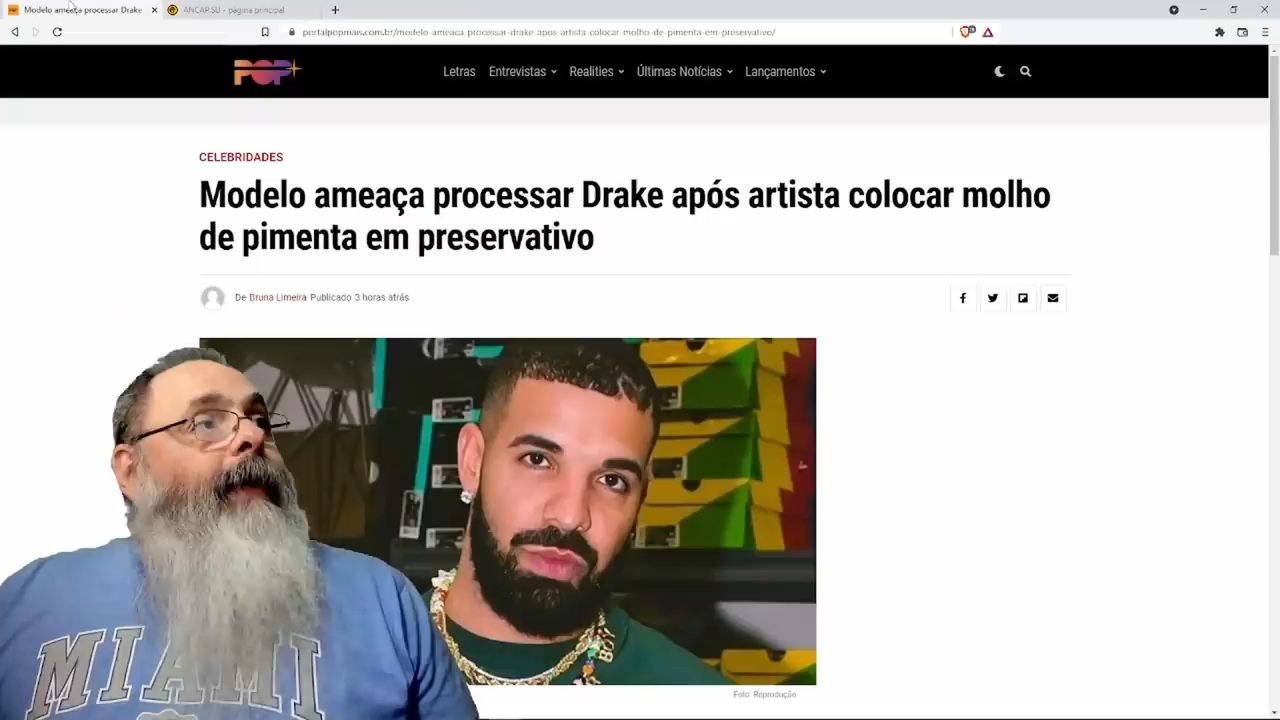 Modelo ameaça processar Drake
ANCAP.SU - página principal
portalpopmais.com.br/modelo-ameaca-processar-drake-apos-artista-colocar-molho-de-pimenta-em-preservativo/
POP
Letras Entrevistas Realities Últimas Notícias Lançamentos
CELEBRIDADES
Modelo ameaça processar Drake após artista colocar molho
de pimenta em preservativo
De Bruna Limeira Publicado 3 horas atrás
MIAMI
Foto: Reprodução